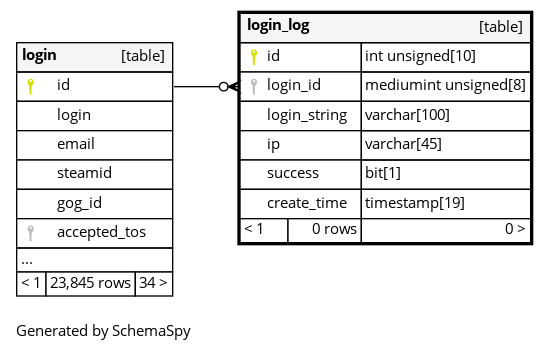 login [table]
id
login
email
steamid
gog_id
accepted_tos
...
< 1 23,845 rows 34 >
login_log [table]
id int unsigned[10]
login_id mediumint unsigned[8]
login_string varchar[100]
ip varchar[45]
success bit[1]
create_time timestamp[19]
< 1 0 rows 0 >
Generated by SchemaSpy